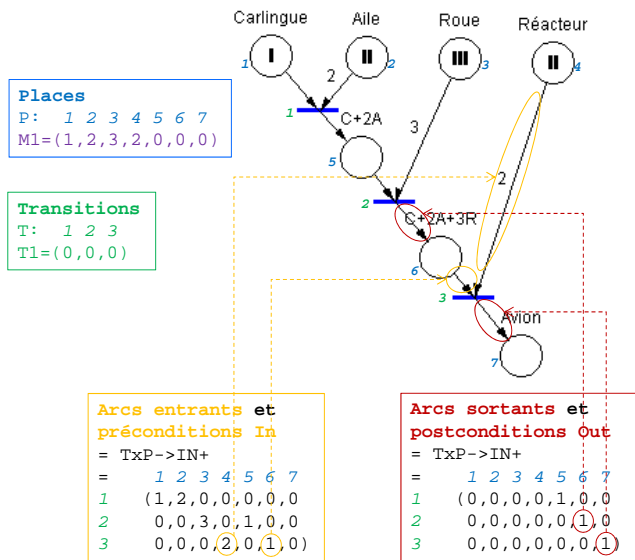 Carlingue Aile Roue Réacteur
I II III II
1 2 3 4
2
Places
P: 1 2 3 4 5 6 7
M1=(1,2,3,2,0,0,0)
1 C+2A
3
5
2
Transitions
T: 1 2 3
T1=(0,0,0)
2 C+2A+3R
6
3 Avion
7
Arcs entrants et
préconditions In
= TxP->IN+
= 1 2 3 4 5 6 7
1 (1,2,0,0,0,0,0
2 0,0,3,0,1,0,0
3 0,0,0,2,0,1,0)
Arcs sortants et
postconditions Out
= TxP->IN+
= 1 2 3 4 5 6 7
1 (0,0,0,0,1,0,0
2 0,0,0,0,0,1,0
3 0,0,0,0,0,0,1)